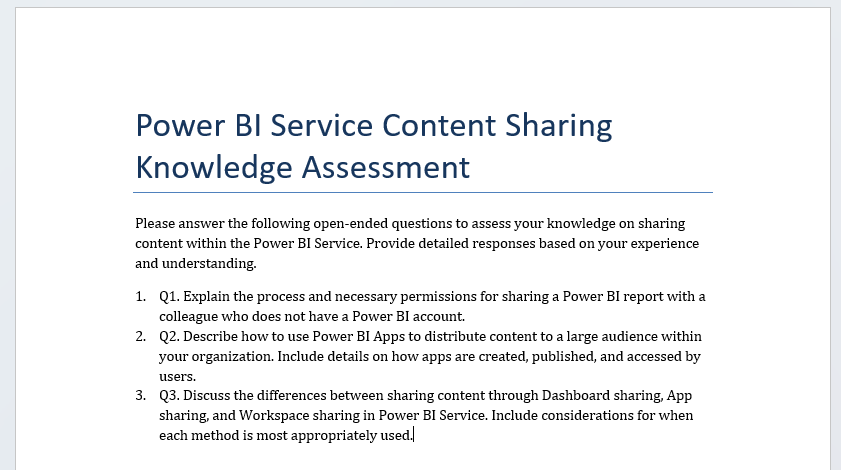 Power BI Service Content Sharing
Knowledge Assessment
Please answer the following open-ended questions to assess your knowledge on sharing
content within the Power BI Service. Provide detailed responses based on your experience
and understanding.
1. Q1. Explain the process and necessary permissions for sharing a Power BI report with a
colleague who does not have a Power BI account.
2. Q2. Describe how to use Power BI Apps to distribute content to a large audience within
your organization. Include details on how apps are created, published, and accessed by
users.
3. Q3. Discuss the differences between sharing content through Dashboard sharing, App
sharing, and Workspace sharing in Power BI Service. Include considerations for when
each method is most appropriately used.